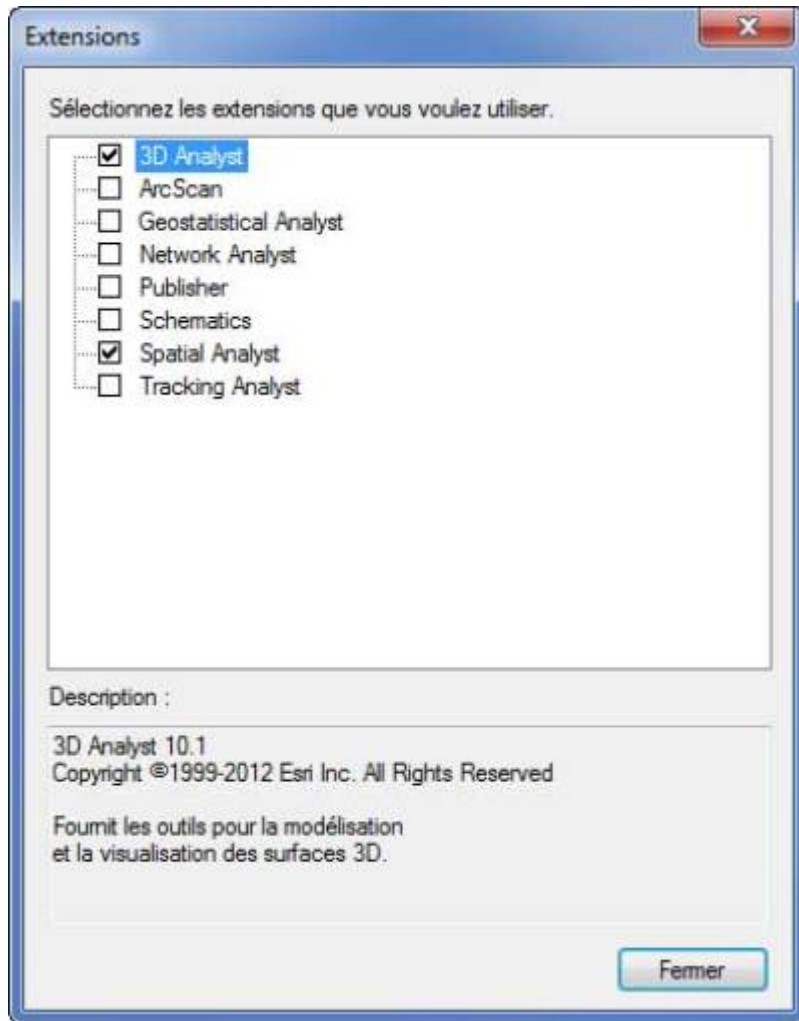 Extensions
Sélectionnez les extensions que vous voulez utiliser.
3D Analyst
ArcScan
Geostatistical Analyst
Network Analyst
Publisher
Schematics
Spatial Analyst
Tracking Analyst
Description :
3D Analyst 10.1
Copyright ©1999-2012 Esri Inc. All Rights Reserved
Fournit les outils pour la modélisation
et la visualisation des surfaces 3D.
Fermer